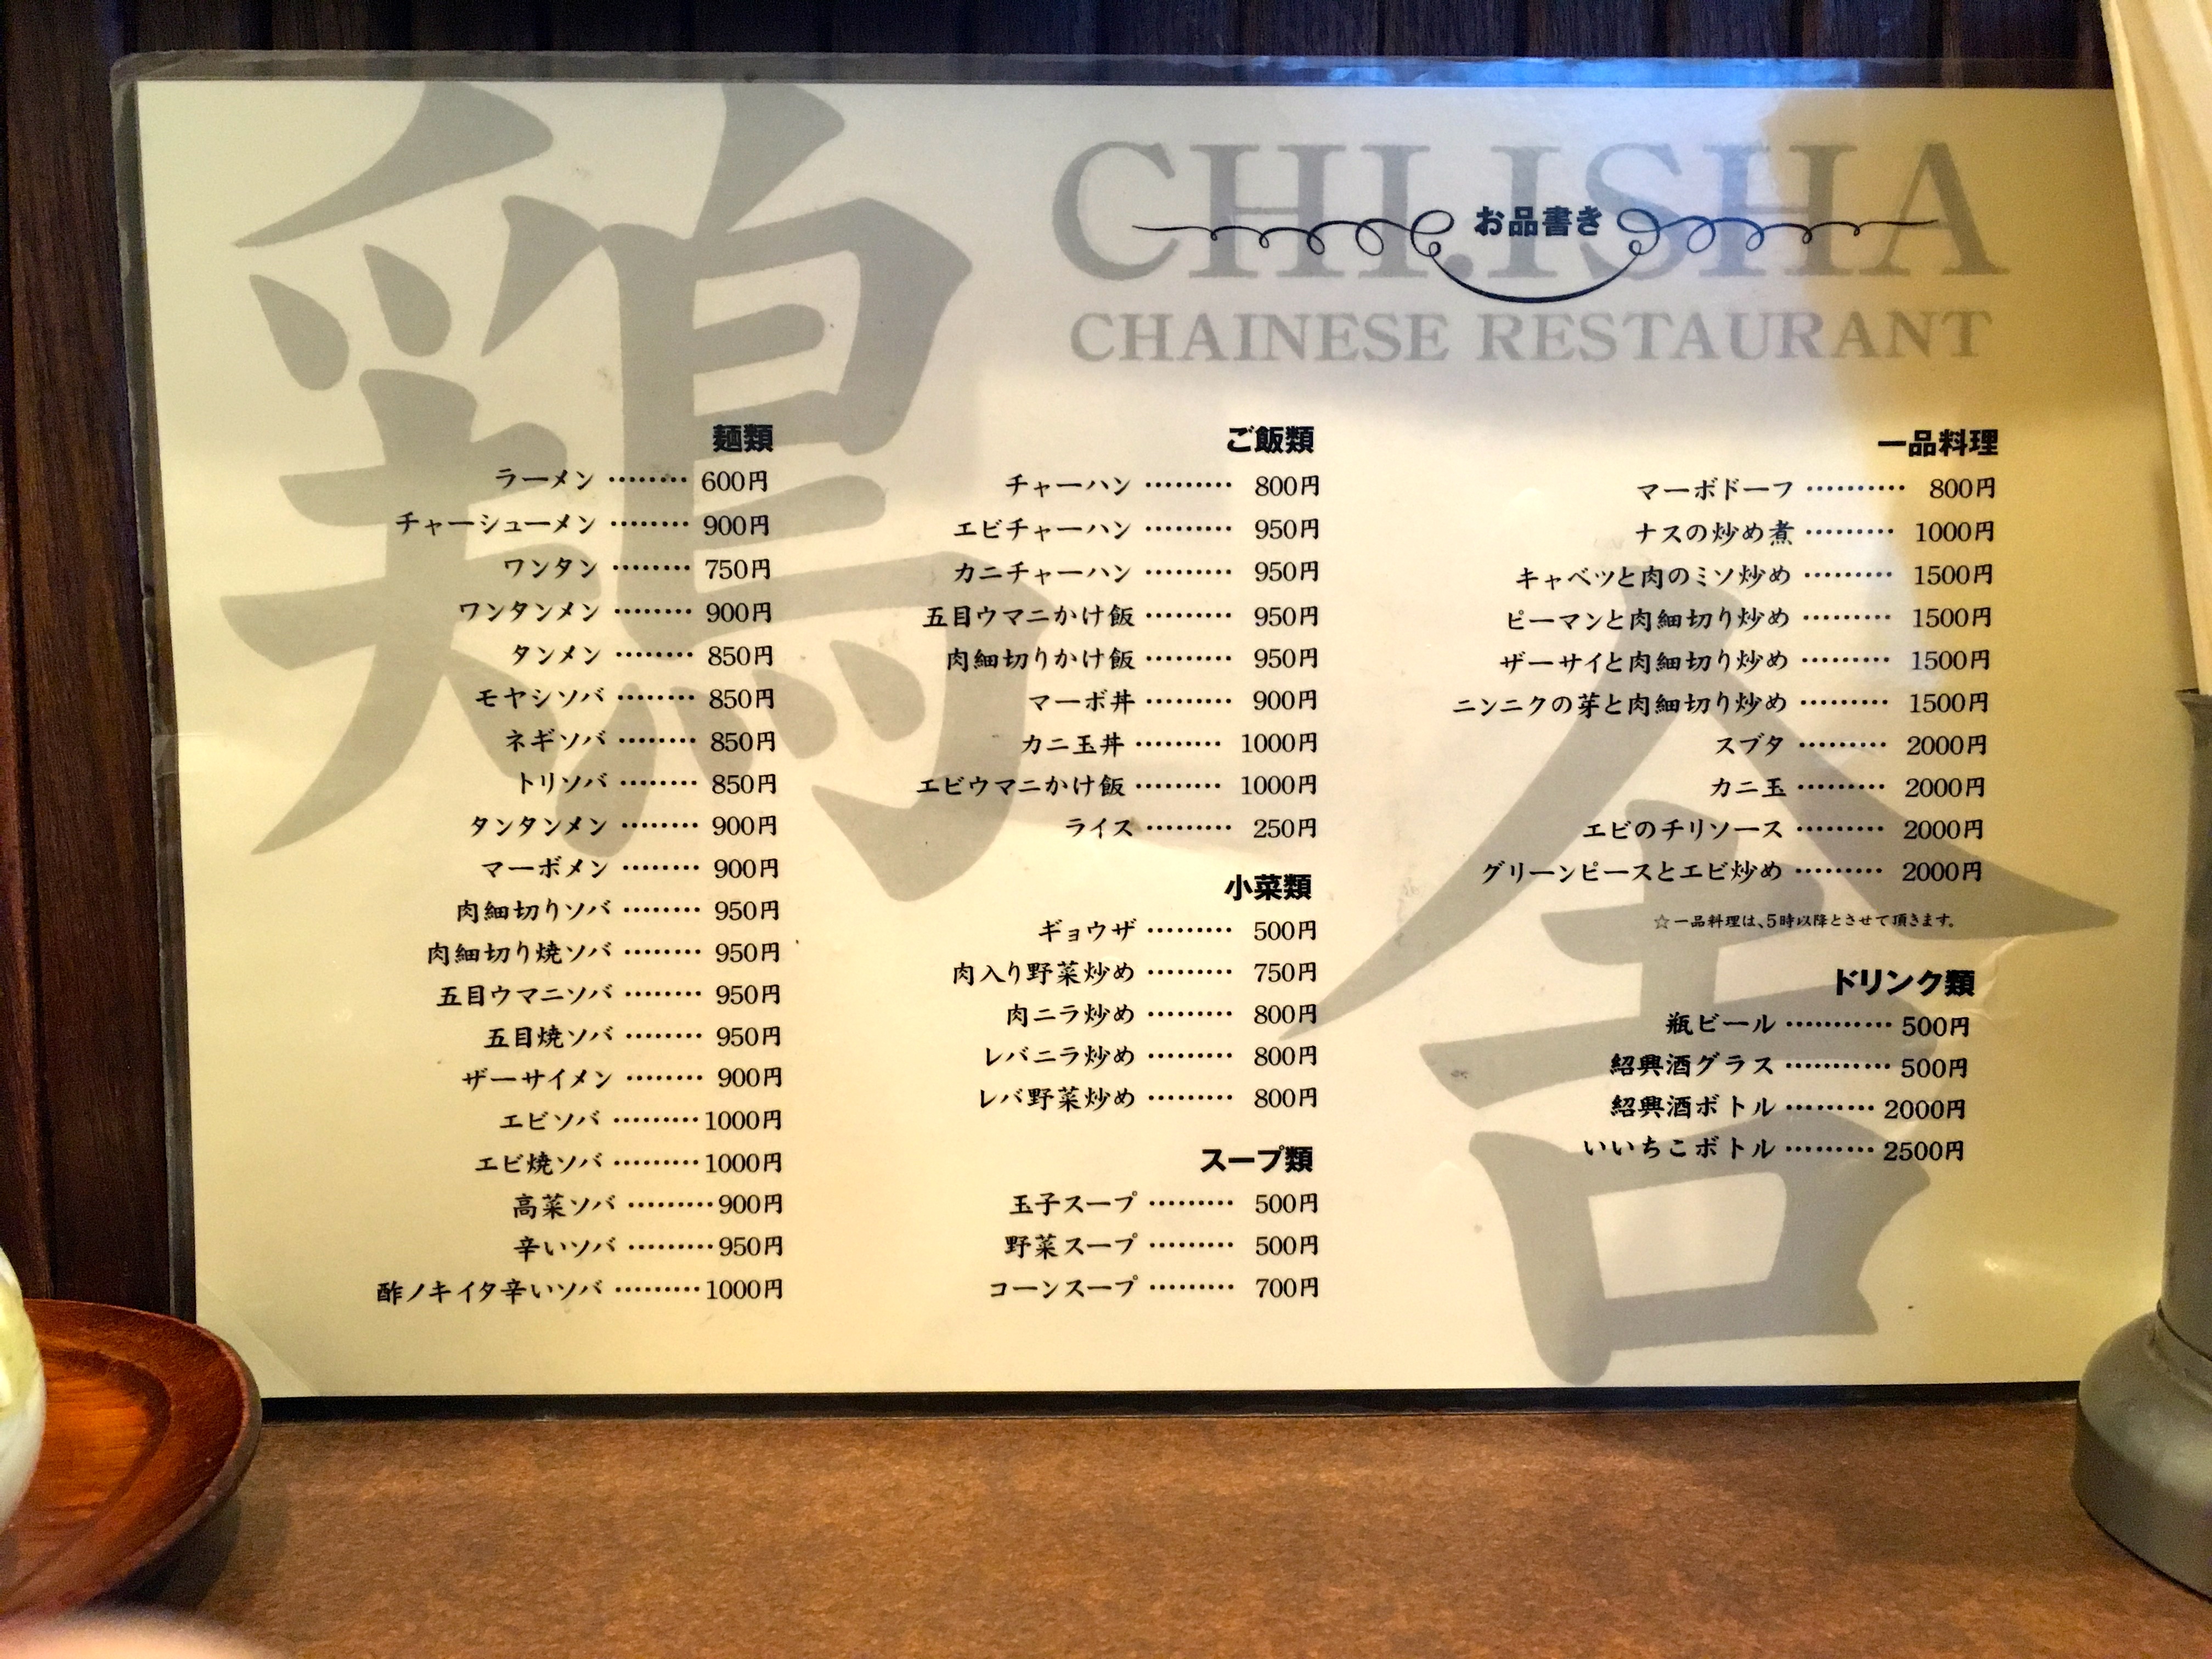 鶏舎
CHI.ISHA
お品書き
CHAINESE RESTAURANT
麺類
ラーメン ········ 600円
チャーシューメン ········ 900円
ワンタン ········ 750円
ワンタンメン ········ 900円
タンメン ········ 850円
モヤシソバ ········ 850円
ネギソバ ········ 850円
トリソバ ········ 850円
タンタンメン ········ 900円
マーボメン ········ 900円
肉細切りソバ ········ 950円
肉細切り焼ソバ ········ 950円
五目ウマニソバ ········ 950円
五目焼ソバ ········ 950円
ザーサイメン ········ 900円
エビソバ ·········1000円
エビ焼ソバ ·········1000円
高菜ソバ ·········900円
辛いソバ ·········950円
酢ノキイタ辛いソバ ·········1000円
ご飯類
チャーハン ········· 800円
エビチャーハン ········· 950円
カニチャーハン ········· 950円
五目ウマニかけ飯 ········· 950円
肉細切りかけ飯 ········· 950円
マーボ丼 ········· 900円
カニ玉丼 ········· 1000円
エビウマニかけ飯 ········· 1000円
ライス ········· 250円
小菜類
ギョウザ ········· 500円
肉入り野菜炒め ········· 750円
肉ニラ炒め ········· 800円
レバニラ炒め ········· 800円
レバ野菜炒め ········· 800円
スープ類
玉子スープ ········· 500円
野菜スープ ········· 500円
コーンスープ ········· 700円
一品料理
マーボドーフ ·········· 800円
ナスの炒め煮 ········· 1000円
キャベツと肉のミソ炒め ········· 1500円
ピーマンと肉細切り炒め ········· 1500円
ザーサイと肉細切り炒め ········· 1500円
ニンニクの芽と肉細切り炒め ········· 1500円
スブタ ········· 2000円
カニ玉 ········· 2000円
エビのチリソース ········· 2000円
グリーンピースとエビ炒め ········· 2000円
☆一品料理は、5時以降とさせて頂きます。
ドリンク類
瓶ビール ··········· 500円
紹興酒グラス ··········· 500円
紹興酒ボトル ········· 2000円
いいちこボトル ········· 2500円